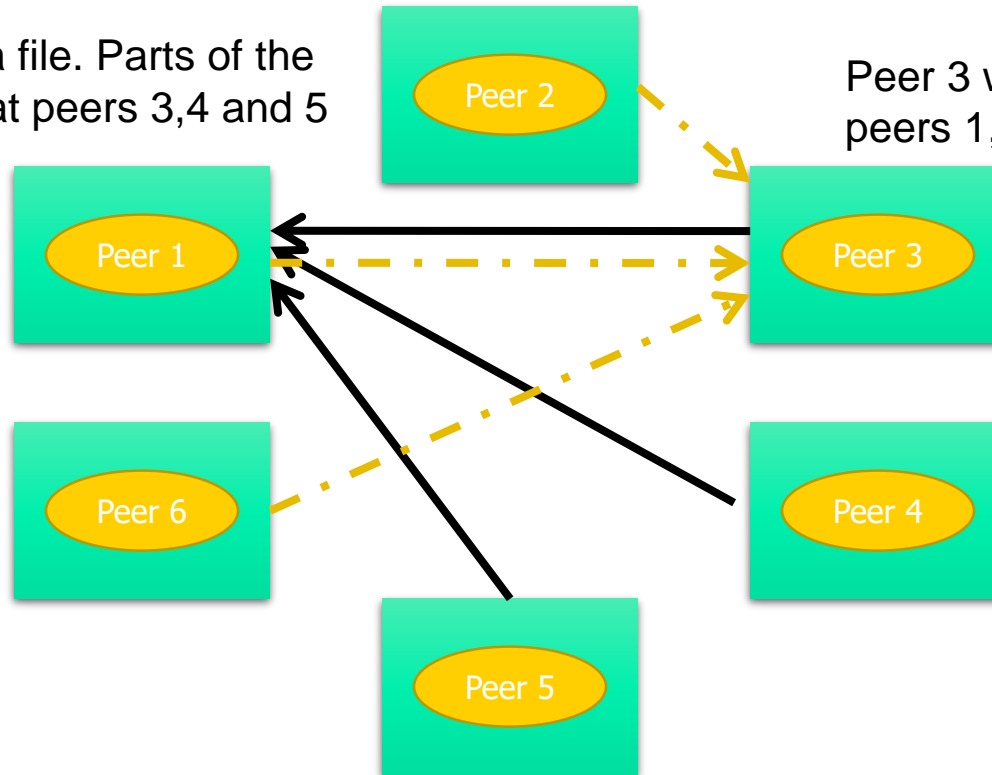 a file. Parts of the
at peers 3,4 and 5
Peer 2
Peer 3
peers 1,
Peer 1
Peer 3
Peer 6
Peer 4
Peer 5